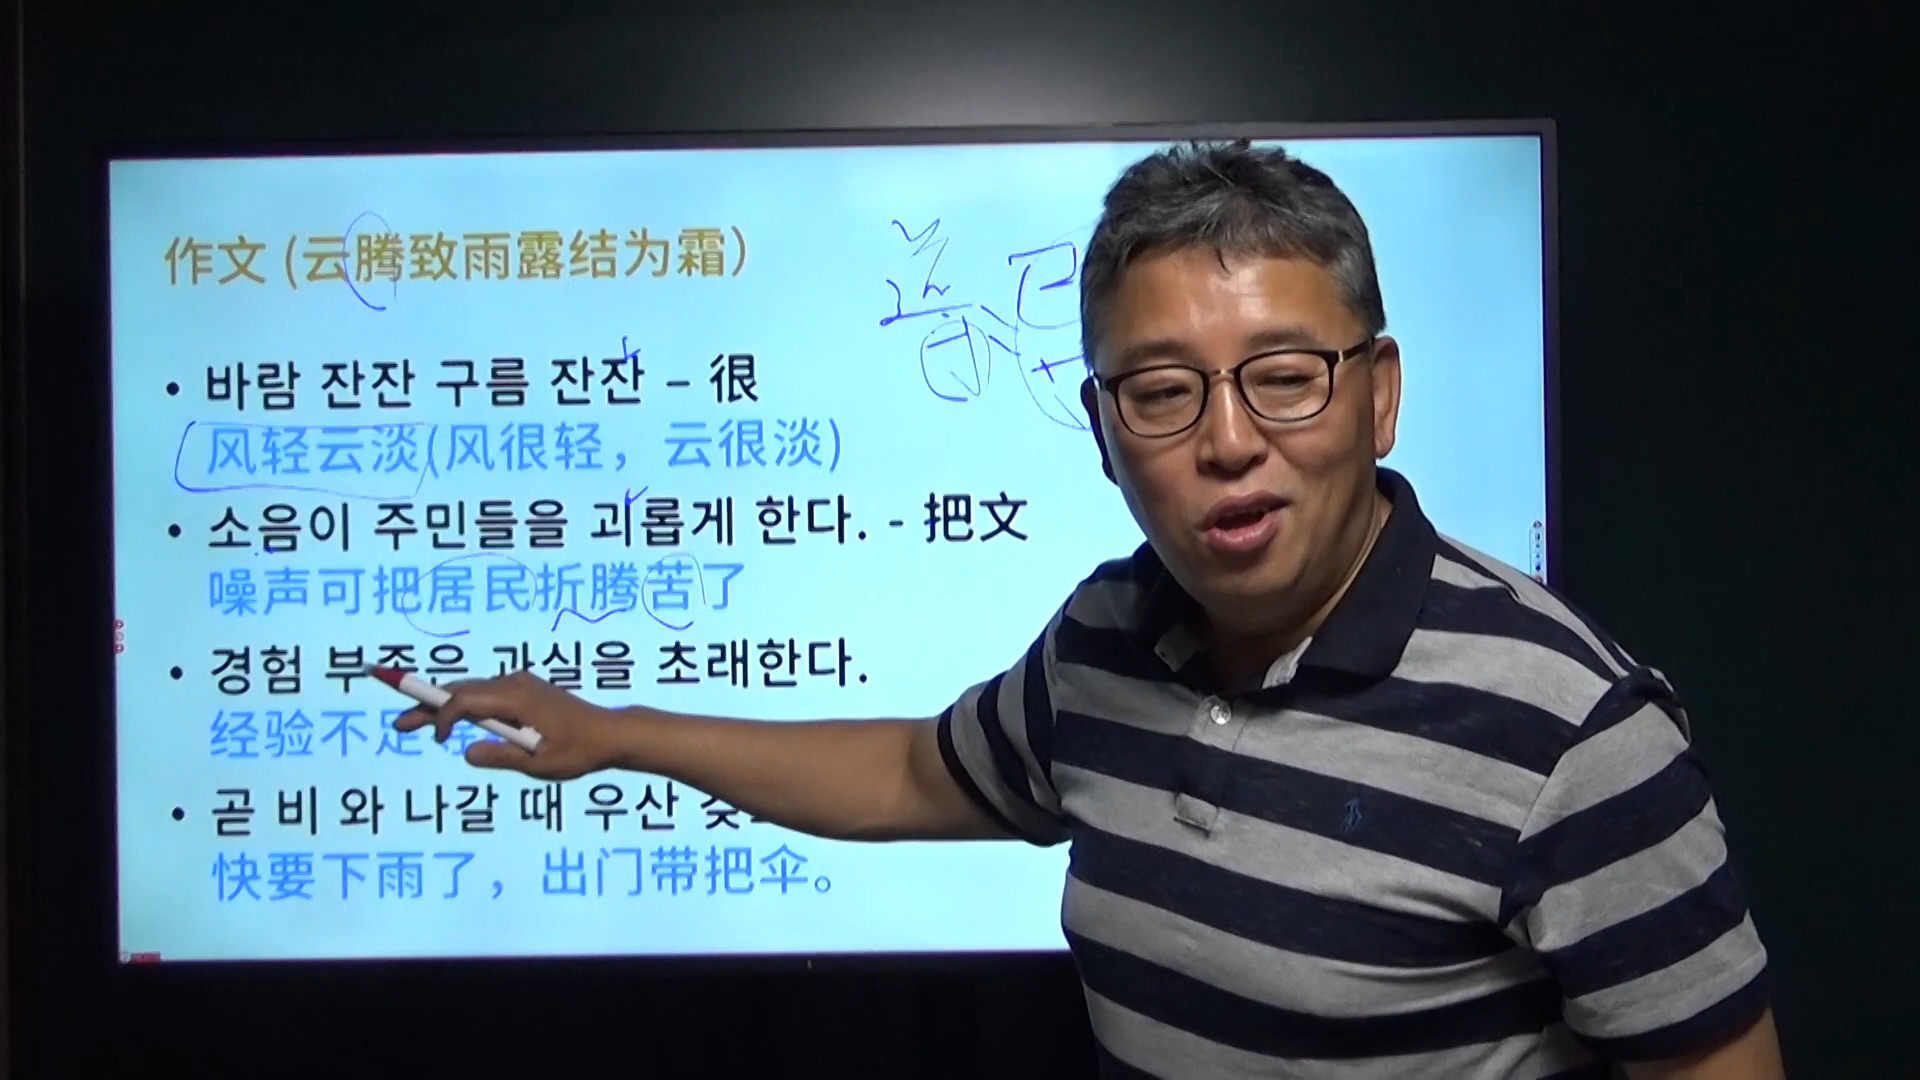 作文 (云腾致雨露结为霜)
• 바람 잔잔 구름 잔잔 – 很
风轻云淡(风很轻，云很淡)
• 소음이 주민들을 괴롭게 한다. - 把文
噪声可把居民折腾苦了
• 경험 부족은 과실을 초래한다.
经验不足
• 곧 비 와 나갈 때 우산
快要下雨了，出门带把伞。